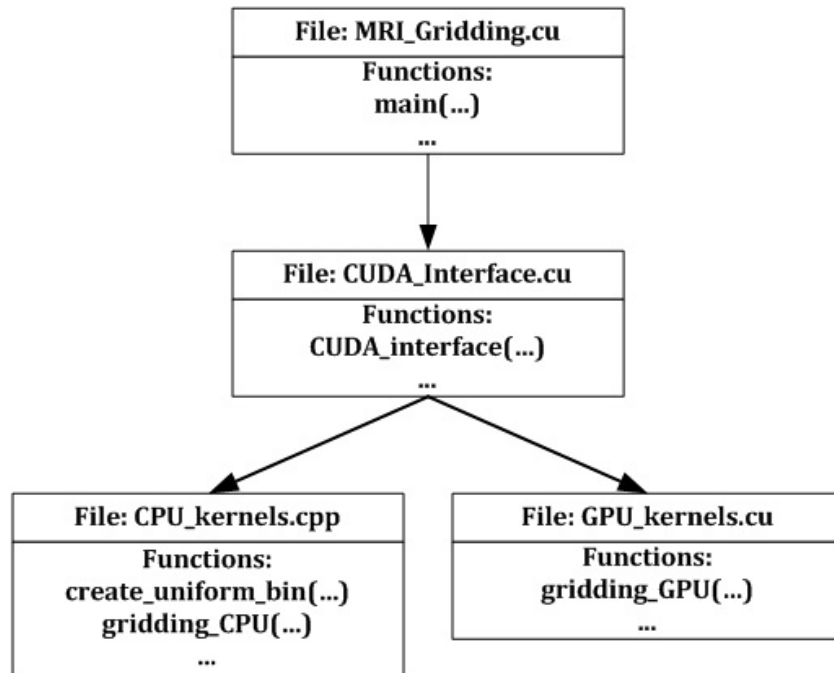 File: MRI_Gridding.cu
Functions:
main(...)
...
File: CUDA_Interface.cu
Functions:
CUDA_interface(...)
...
File: CPU_kernels.cpp
Functions:
create_uniform_bin(...)
gridding_CPU(...)
...
File: GPU_kernels.cu
Functions:
gridding_GPU(...)
...